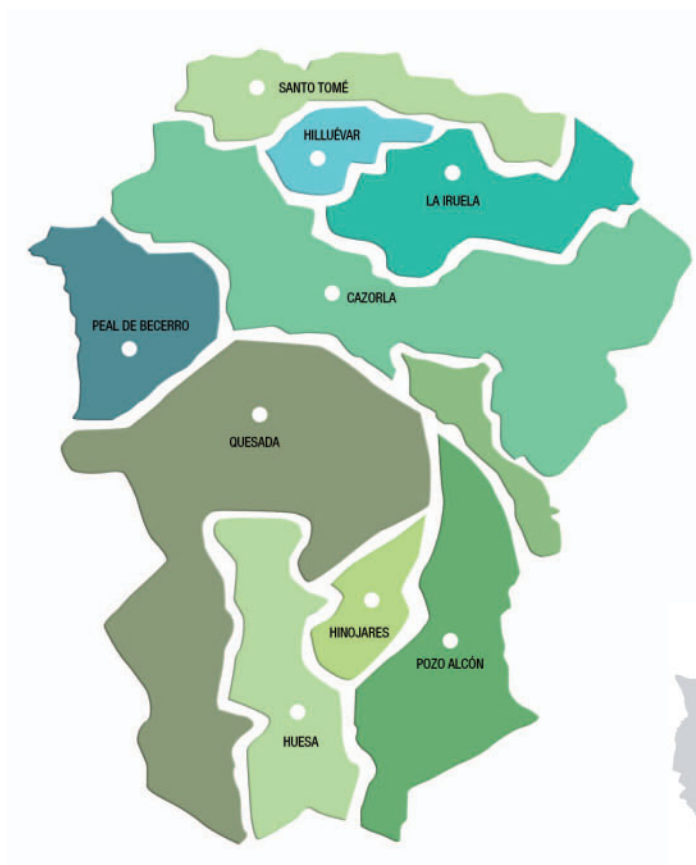 SANTO TOMÉ
HILLUÉVAR
LA IRUELA
CAZORLA
PEAL DE BECERRO
QUESADA
HINOJARES
POZO ALCÓN
HUESA